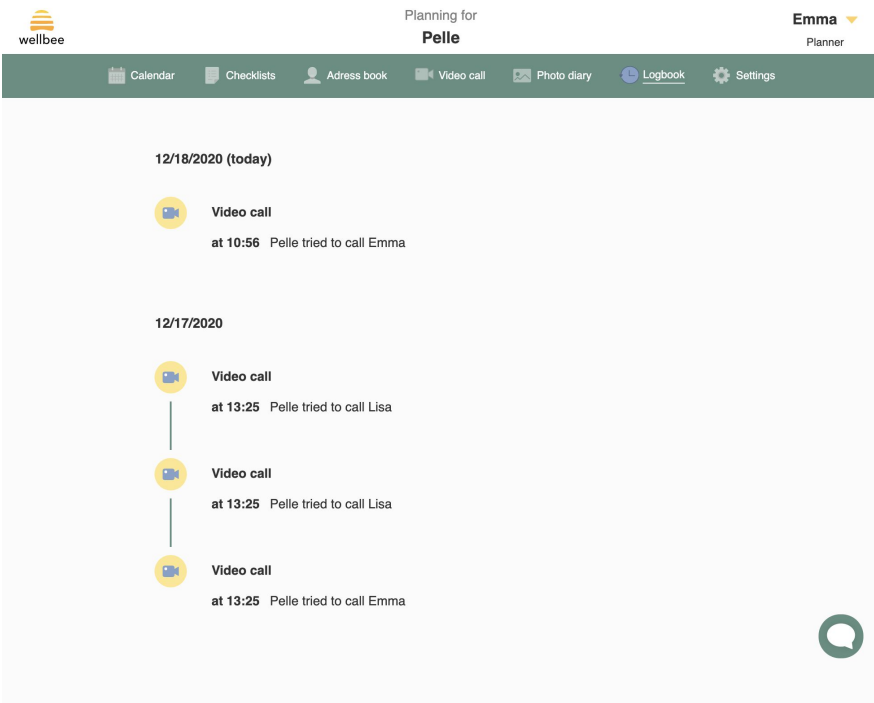 wellbee
Planning for
Pelle
Emma
Planner
Calendar Checklists Adress book Video call Photo diary Logbook Settings
12/18/2020 (today)
Video call
at 10:56 Pelle tried to call Emma
12/17/2020
Video call
at 13:25 Pelle tried to call Lisa
Video call
at 13:25 Pelle tried to call Lisa
Video call
at 13:25 Pelle tried to call Emma